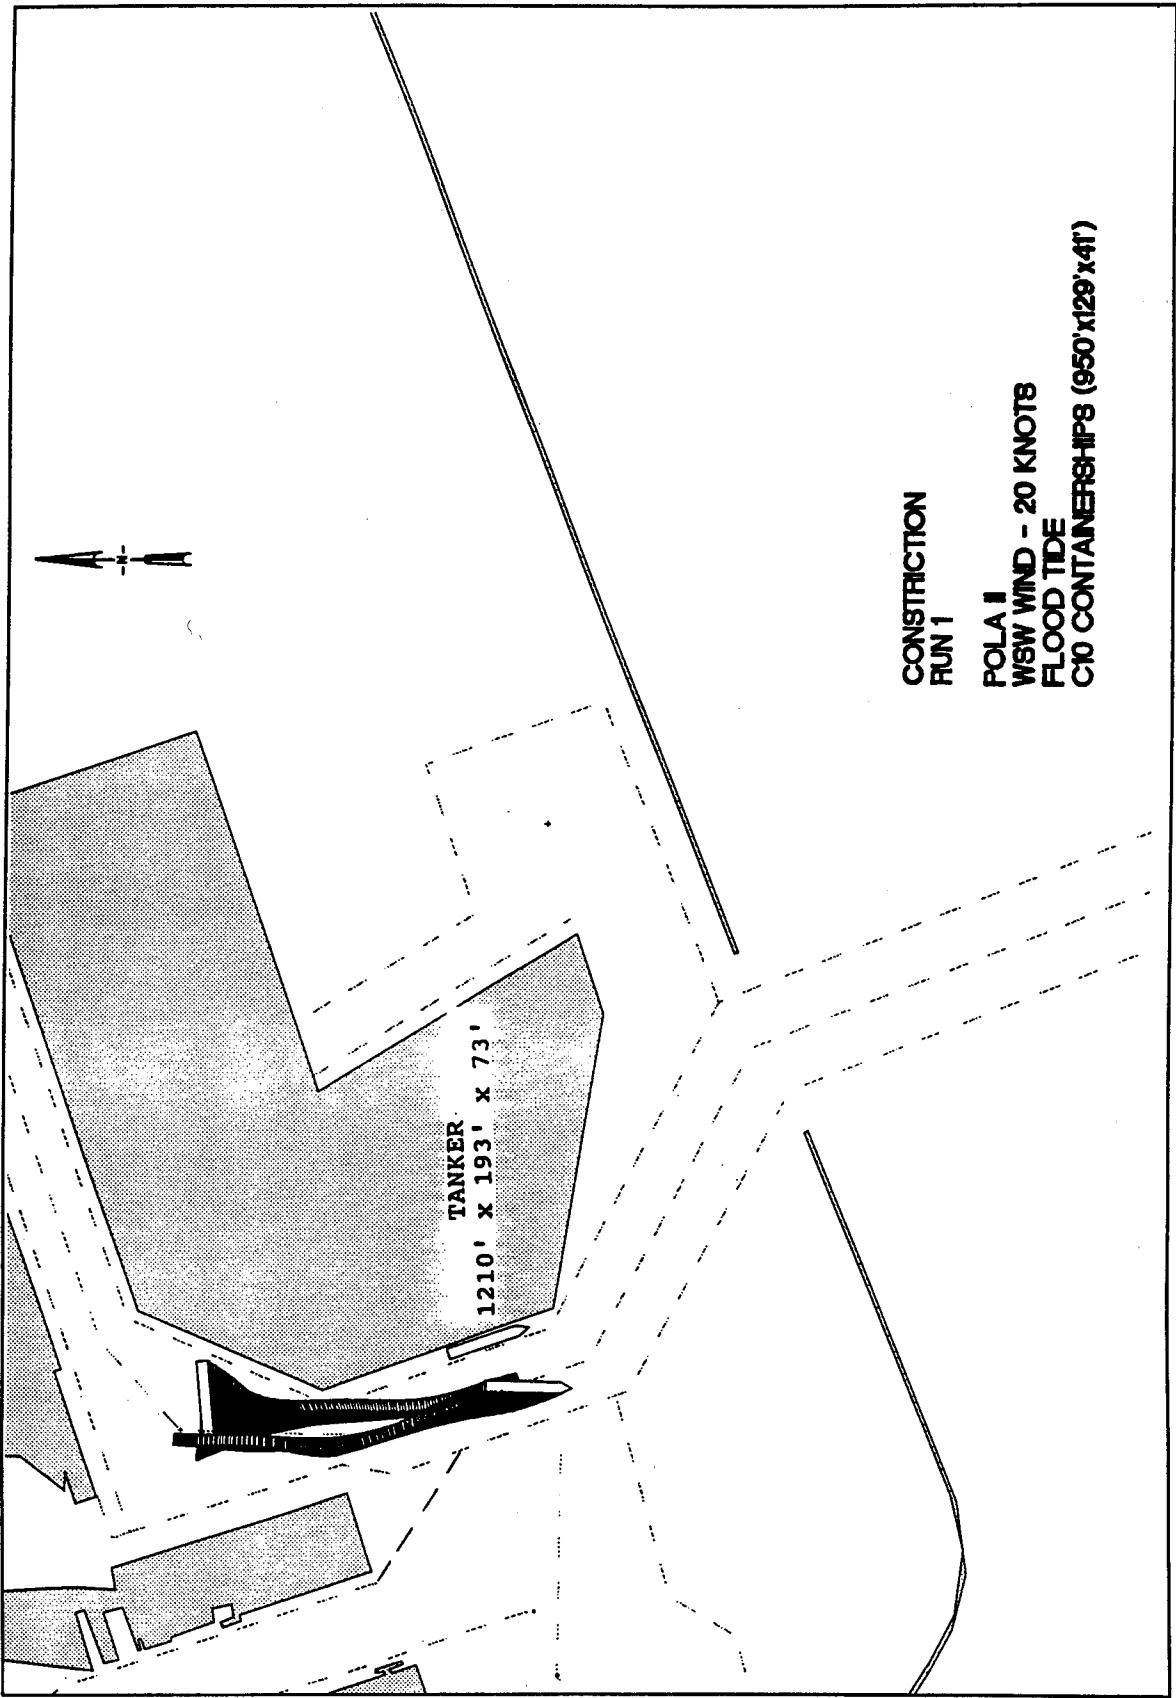 N
TANKER
1210' x 193' x 73'
CONSTRICTION
RUN 1
POLA II
WSW WIND - 20 KNOTS
FLOOD TIDE
C10 CONTAINERSHIPS (950'x129'x41')